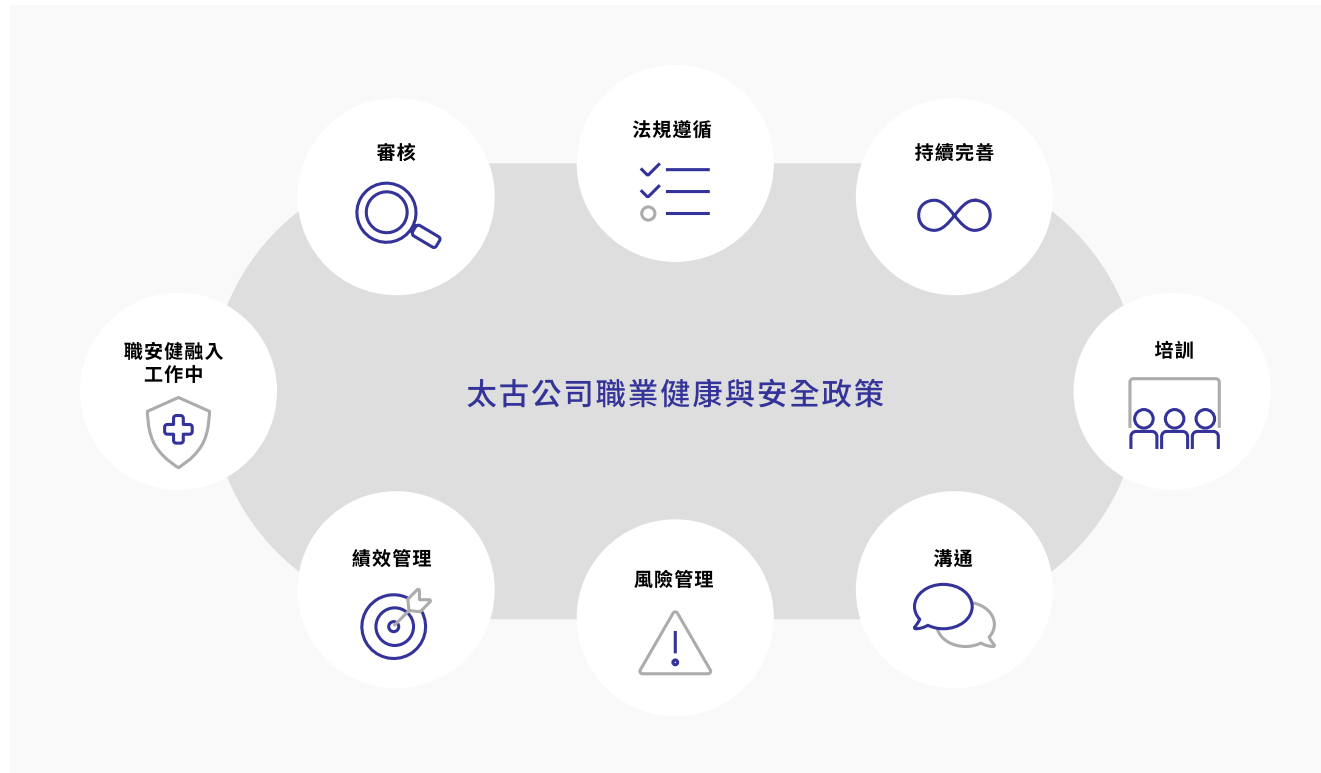 法規遵循
審核
持續完善
職安健融入
工作中
培訓
太古公司職業健康與安全政策
績效管理
風險管理
溝通